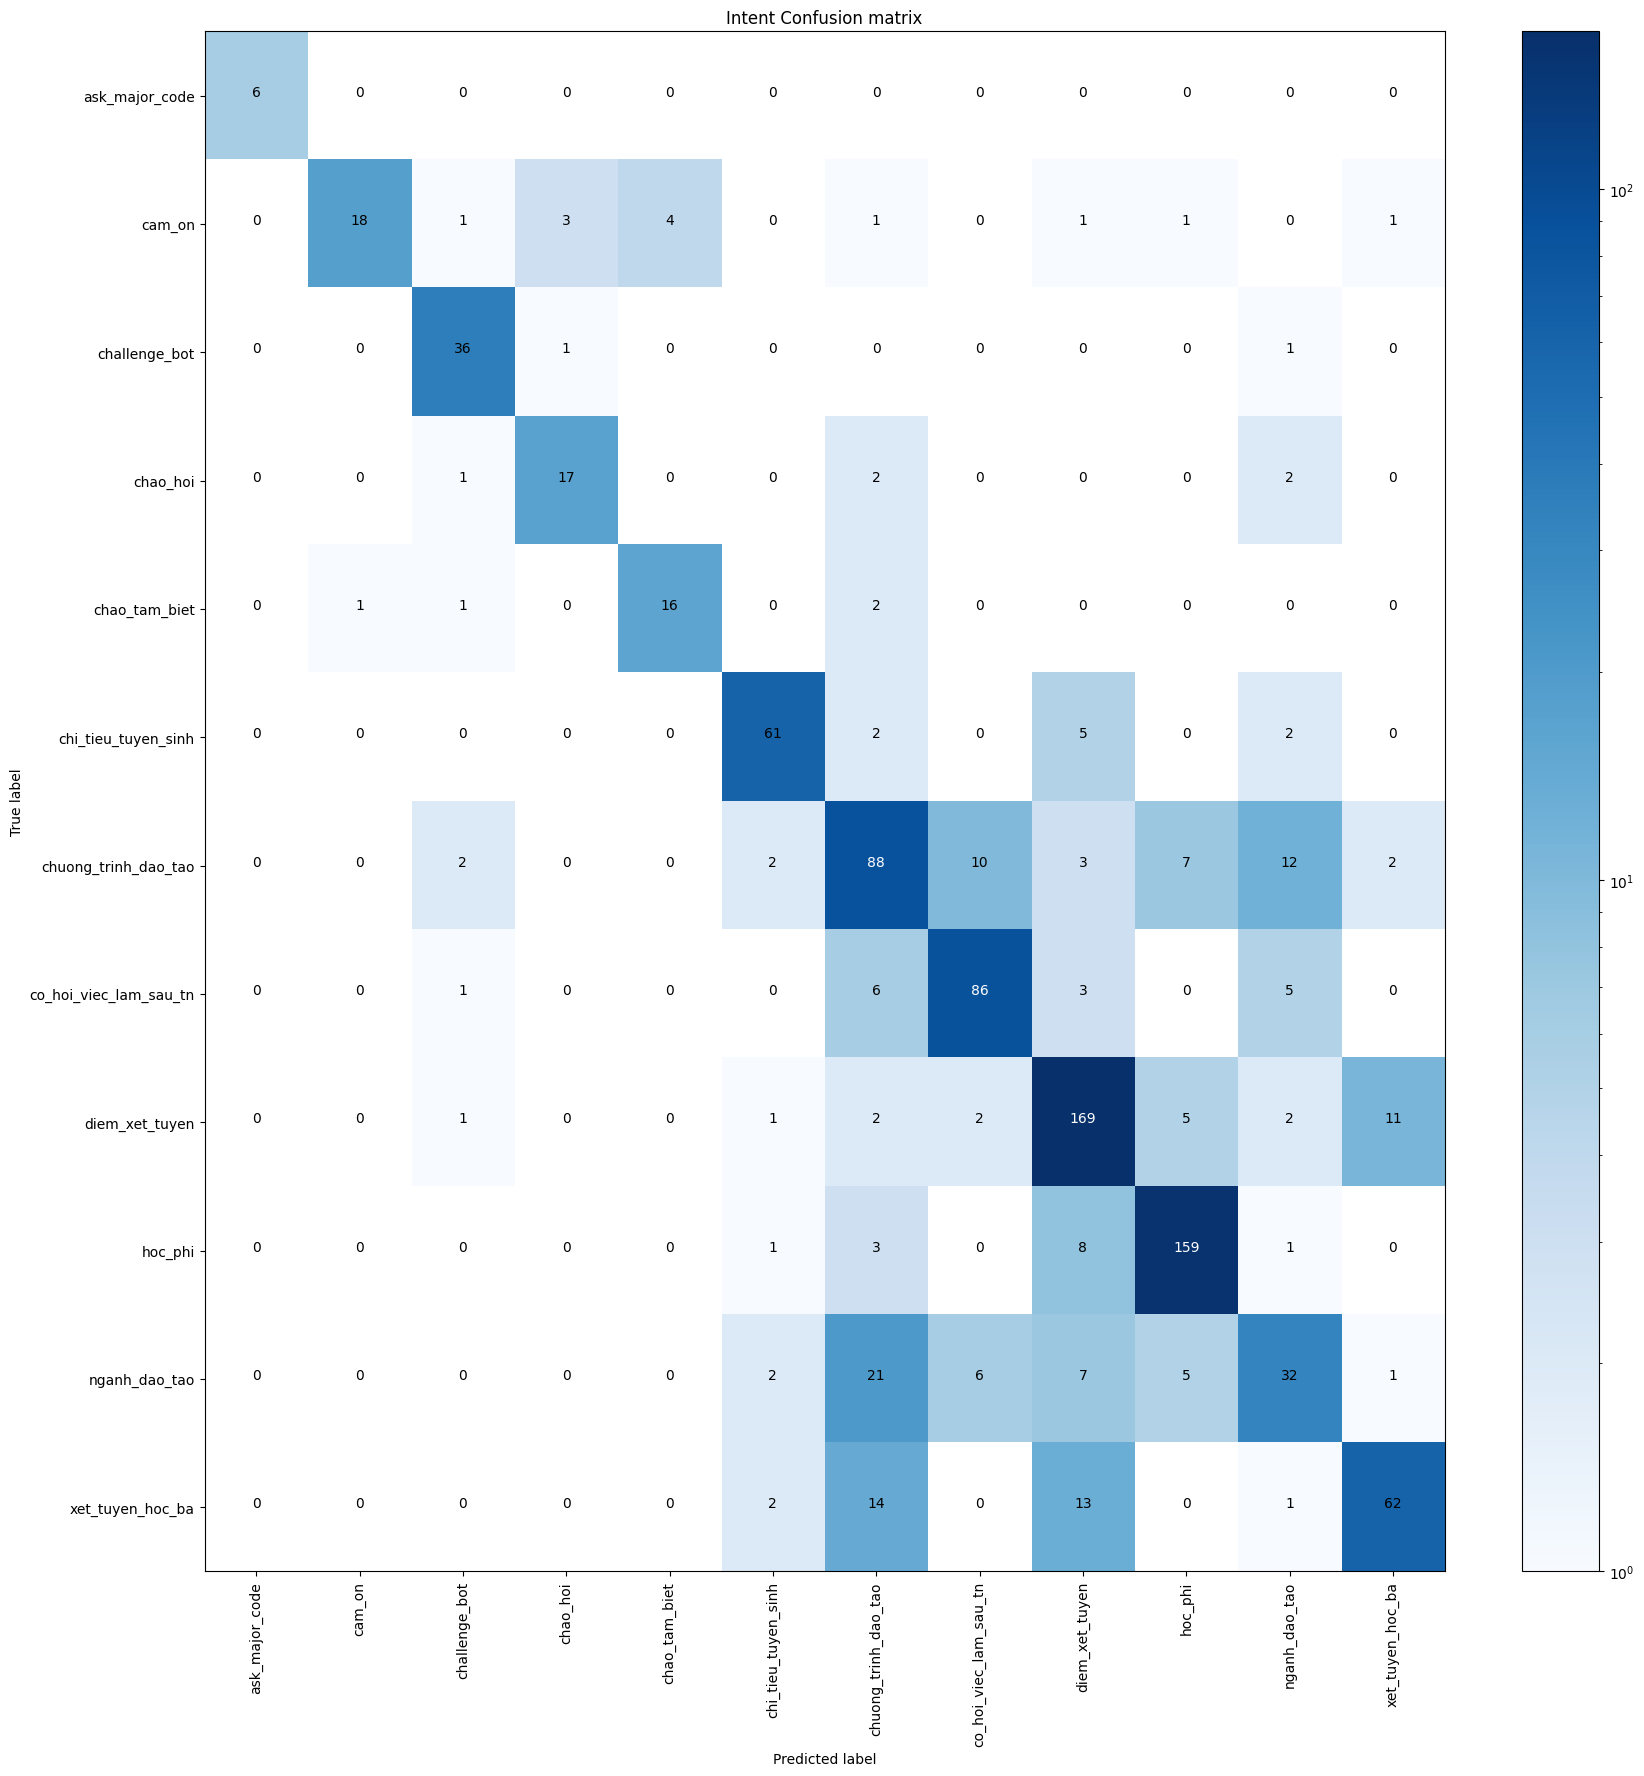 Intent Confusion matrix
ask_major_code 6 0 0 0 0 0 0 0 0 0 0 0
cam_on 0 18 1 3 4 0 1 0 1 1 0 1
challenge_bot 0 0 36 1 0 0 0 0 0 0 1 0
chao_hoi 0 0 1 17 0 0 2 0 0 0 2 0
chao_tam_biet 0 1 1 0 16 0 2 0 0 0 0 0
chi_tieu_tuyen_sinh 0 0 0 0 0 61 2 0 5 0 2 0
chuong_trinh_dao_tao 0 0 2 0 0 2 88 10 3 7 12 2
co_hoi_viec_lam_sau_tn 0 0 1 0 0 0 6 86 3 0 5 0
diem_xet_tuyen 0 0 1 0 0 1 2 2 169 5 2 11
hoc_phi 0 0 0 0 0 1 3 0 8 159 1 0
nganh_dao_tao 0 0 0 0 0 2 21 6 7 5 32 1
xet_tuyen_hoc_ba 0 0 0 0 0 2 14 0 13 0 1 62
True label
ask_major_code
cam_on
challenge_bot
chao_hoi
chao_tam_biet
chi_tieu_tuyen_sinh
chuong_trinh_dao_tao
co_hoi_viec_lam_sau_tn
diem_xet_tuyen
hoc_phi
nganh_dao_tao
xet_tuyen_hoc_ba
Predicted label
10²
10¹
10⁰